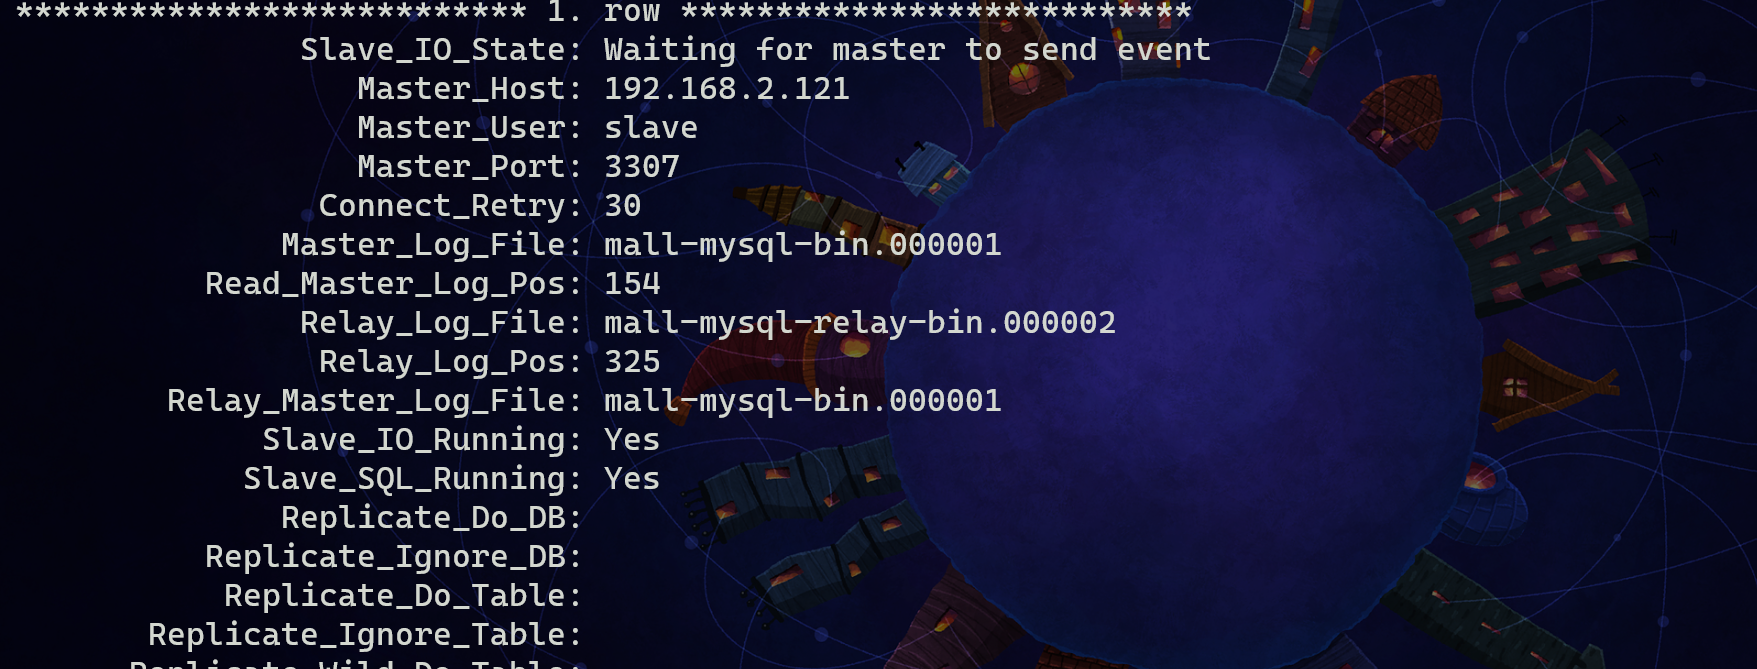 *************************** 1. row ***************************
Slave_IO_State: Waiting for master to send event
Master_Host: 192.168.2.121
Master_User: slave
Master_Port: 3307
Connect_Retry: 30
Master_Log_File: mall-mysql-bin.000001
Read_Master_Log_Pos: 154
Relay_Log_File: mall-mysql-relay-bin.000002
Relay_Log_Pos: 325
Relay_Master_Log_File: mall-mysql-bin.000001
Slave_IO_Running: Yes
Slave_SQL_Running: Yes
Replicate_Do_DB:
Replicate_Ignore_DB:
Replicate_Do_Table:
Replicate_Ignore_Table:
Replicate_Wild_Do_Table: